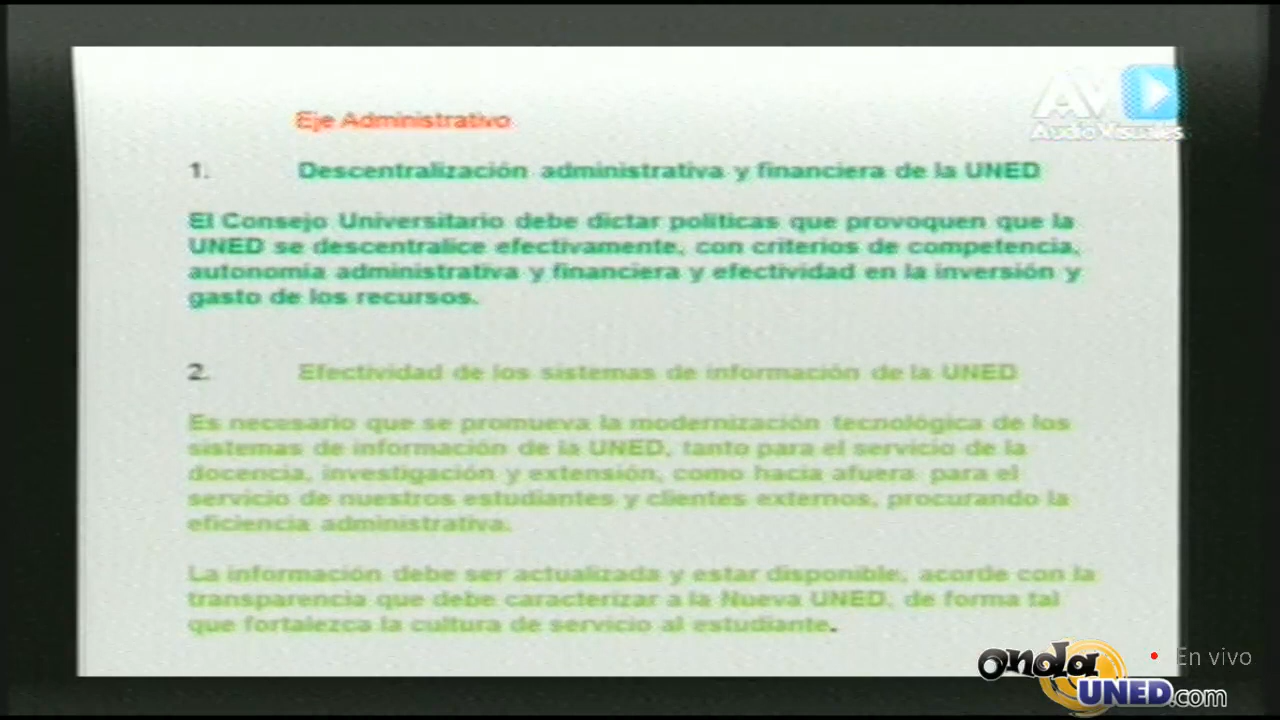 AV
AudioVisuales
Eje Administrativo
1. Descentralización administrativa y financiera de la UNED
El Consejo Universitario debe dictar políticas que provoquen que la
UNED se descentralice efectivamente, con criterios de competencia,
autonomía administrativa y financiera y efectividad en la inversión y
gasto de los recursos.
2. Efectividad de los sistemas de información de la UNED
Es necesario que se promueva la modernización tecnológica de los
sistemas de información de la UNED, tanto para el servicio de la
docencia, investigación y extensión, como hacia afuera para el
servicio de nuestros estudiantes y clientes externos, procurando la
eficiencia administrativa.
La información debe ser actualizada y estar disponible, acorde con la
transparencia que debe caracterizar a la Nueva UNED, de forma tal
que fortalezca la cultura de servicio al estudiante.
En vivo
onda
UNED.com